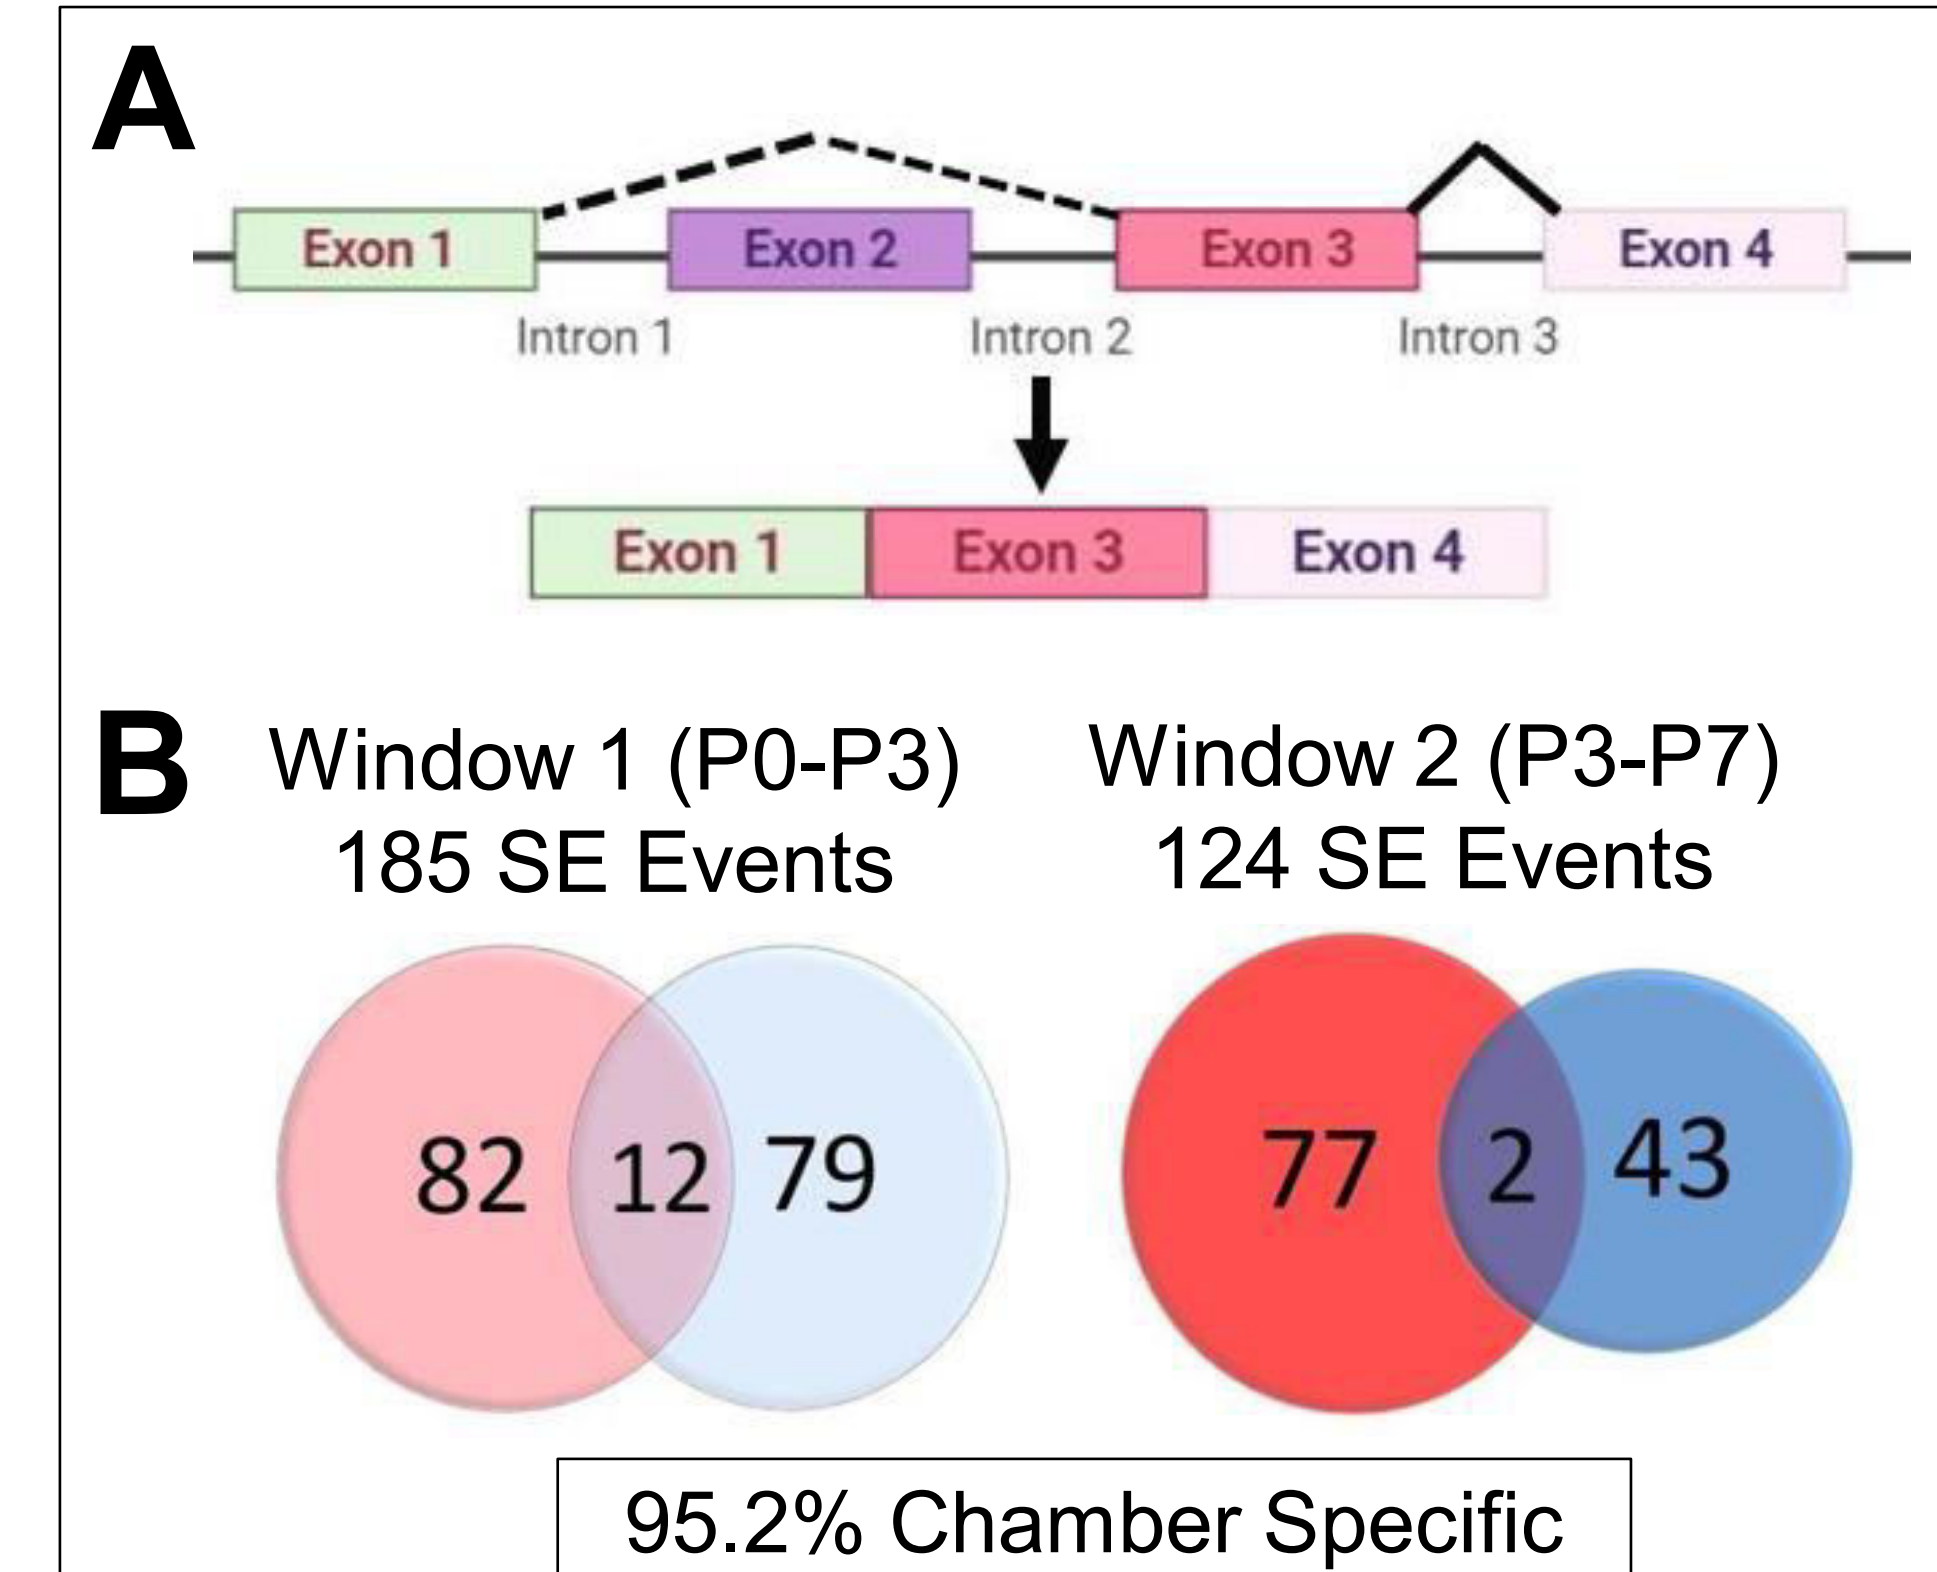 A
Exon 1 Exon 2 Exon 3 Exon 4
Intron 1 Intron 2 Intron 3
Exon 1 Exon 3 Exon 4
B
Window 1 (P0-P3)
185 SE Events
Window 2 (P3-P7)
124 SE Events
82 12 79
77 2 43
95.2% Chamber Specific